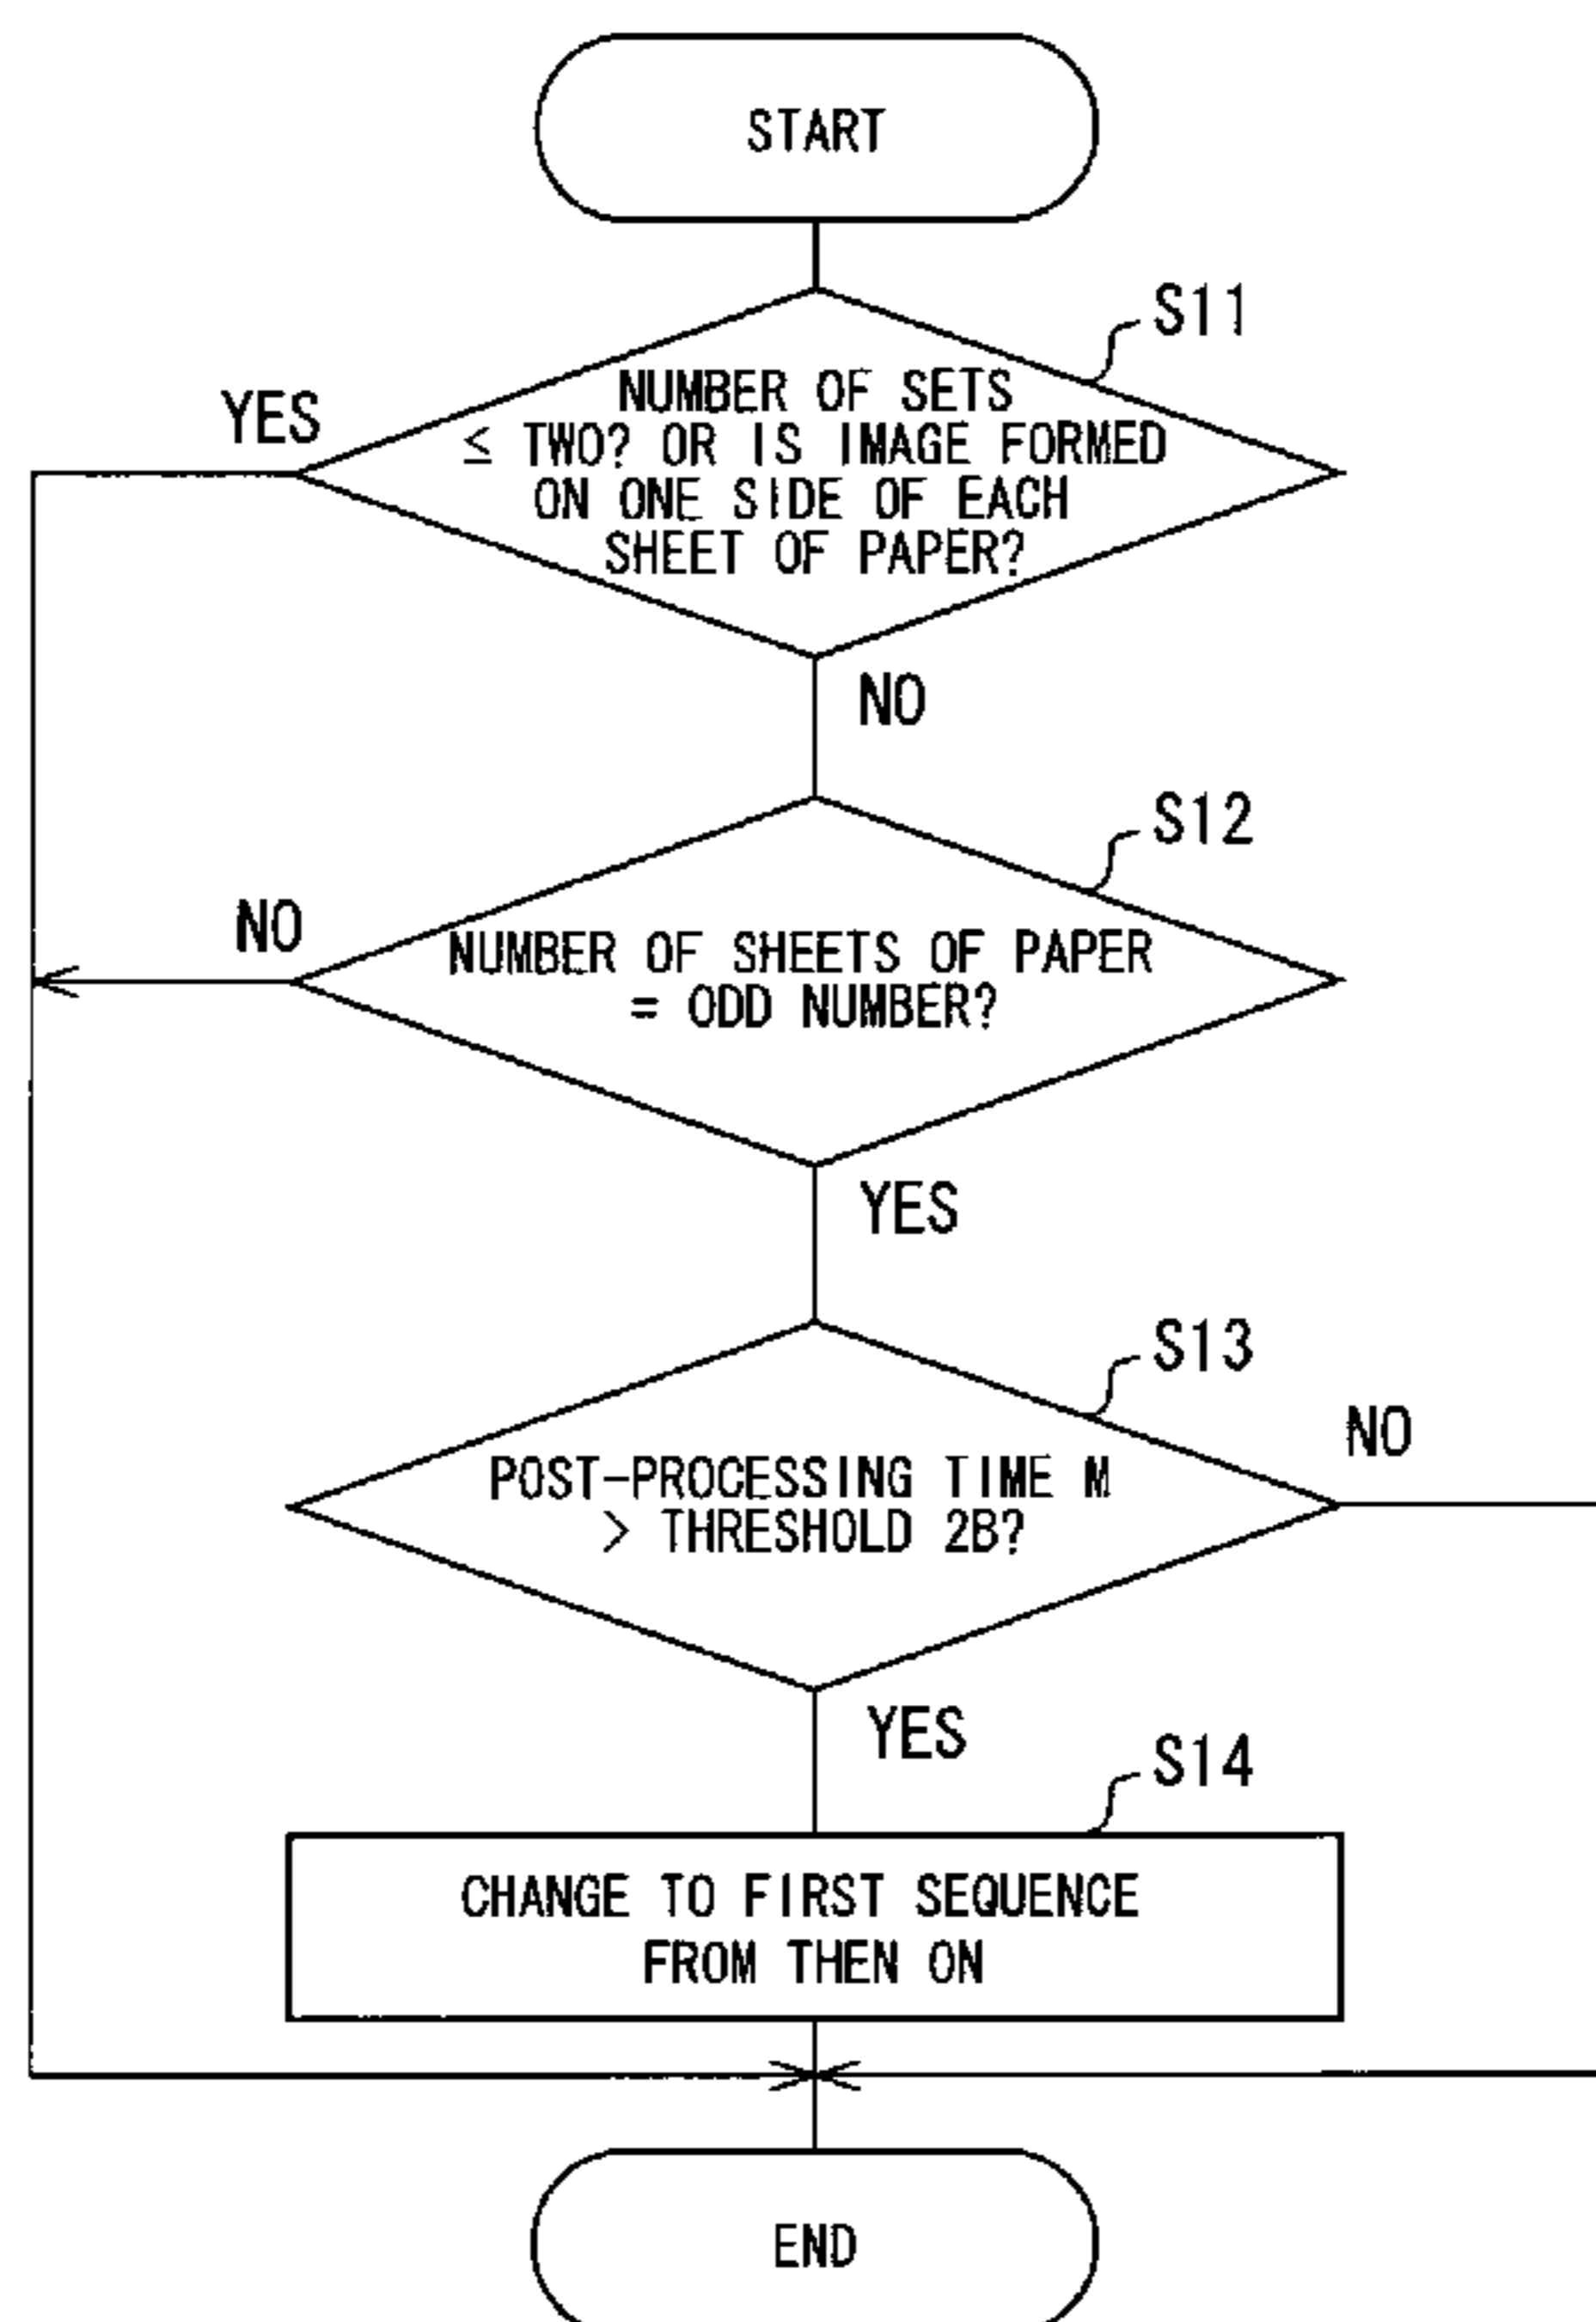 START
S11
YES
NUMBER OF SETS
≤ TWO? OR IS IMAGE FORMED
ON ONE SIDE OF EACH
SHEET OF PAPER?
NO
S12
NO
NUMBER OF SHEETS OF PAPER
= ODD NUMBER?
YES
S13
NO
POST-PROCESSING TIME M
> THRESHOLD 2B?
YES
S14
CHANGE TO FIRST SEQUENCE
FROM THEN ON
END